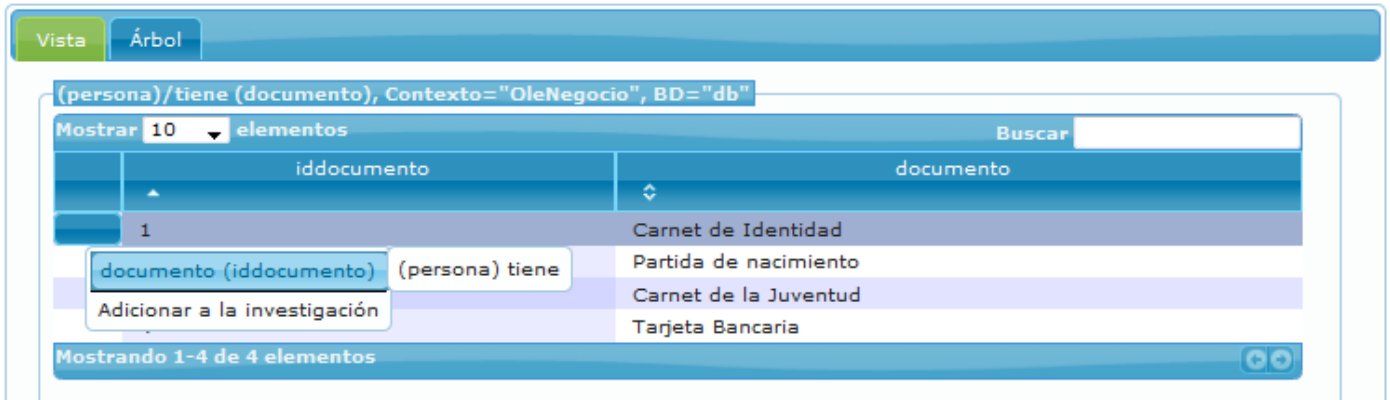 Vista Árbol
(persona)/tiene (documento), Contexto="OleNegocio", BD="db"
Mostrar 10 elementos Buscar
iddocumento documento
1 Carnet de Identidad
documento (iddocumento) (persona) tiene Partida de nacimiento
Carnet de la Juventud
Adicionar a la investigación
Tarjeta Bancaria
Mostrando 1-4 de 4 elementos